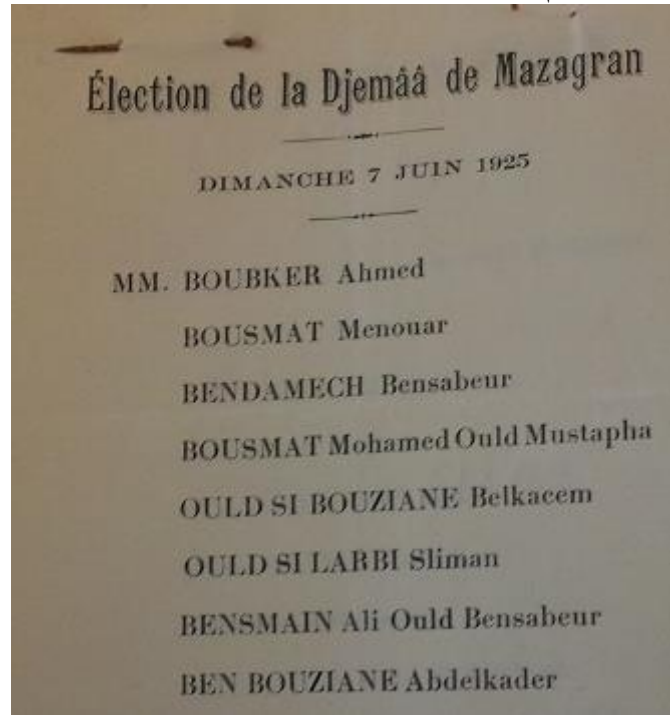 Élection de la Djemââ de Mazagran
DIMANCHE 7 JUIN 1925
MM. BOUBKER Ahmed
BOUSMAT Menouar
BENDAMECH Bensabeur
BOUSMAT Mohamed Ould Mustapha
OULD SI BOUZIANE Belkacem
OULD SI LARBI Sliman
BENSMAIN Ali Ould Bensabeur
BEN BOUZIANE Abdelkader